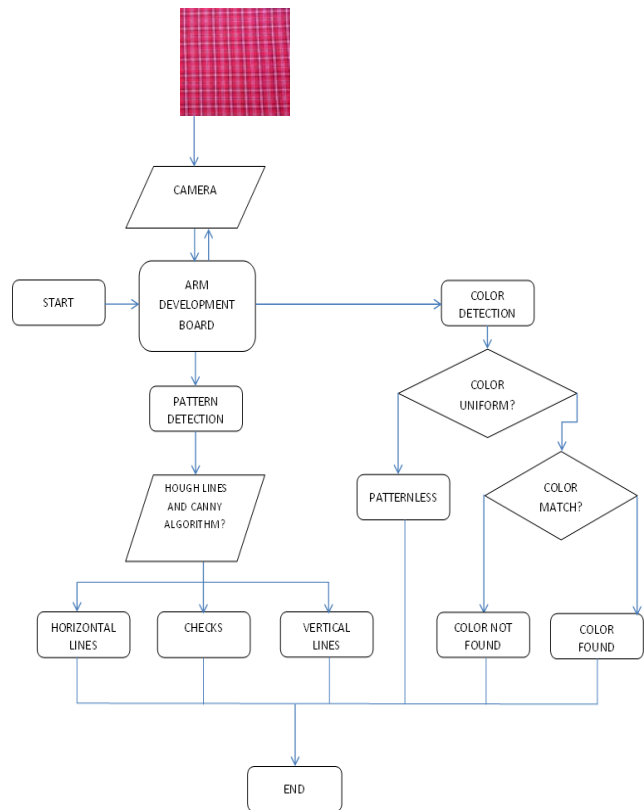 CAMERA
START
ARM
DEVELOPMENT
BOARD
COLOR
DETECTION
PATTERN
DETECTION
COLOR
UNIFORM?
HOUGH LINES
AND CANNY
ALGORITHM?
PATTERNLESS
COLOR
MATCH?
HORIZONTAL
LINES
CHECKS
VERTICAL
LINES
COLOR NOT
FOUND
COLOR
FOUND
END